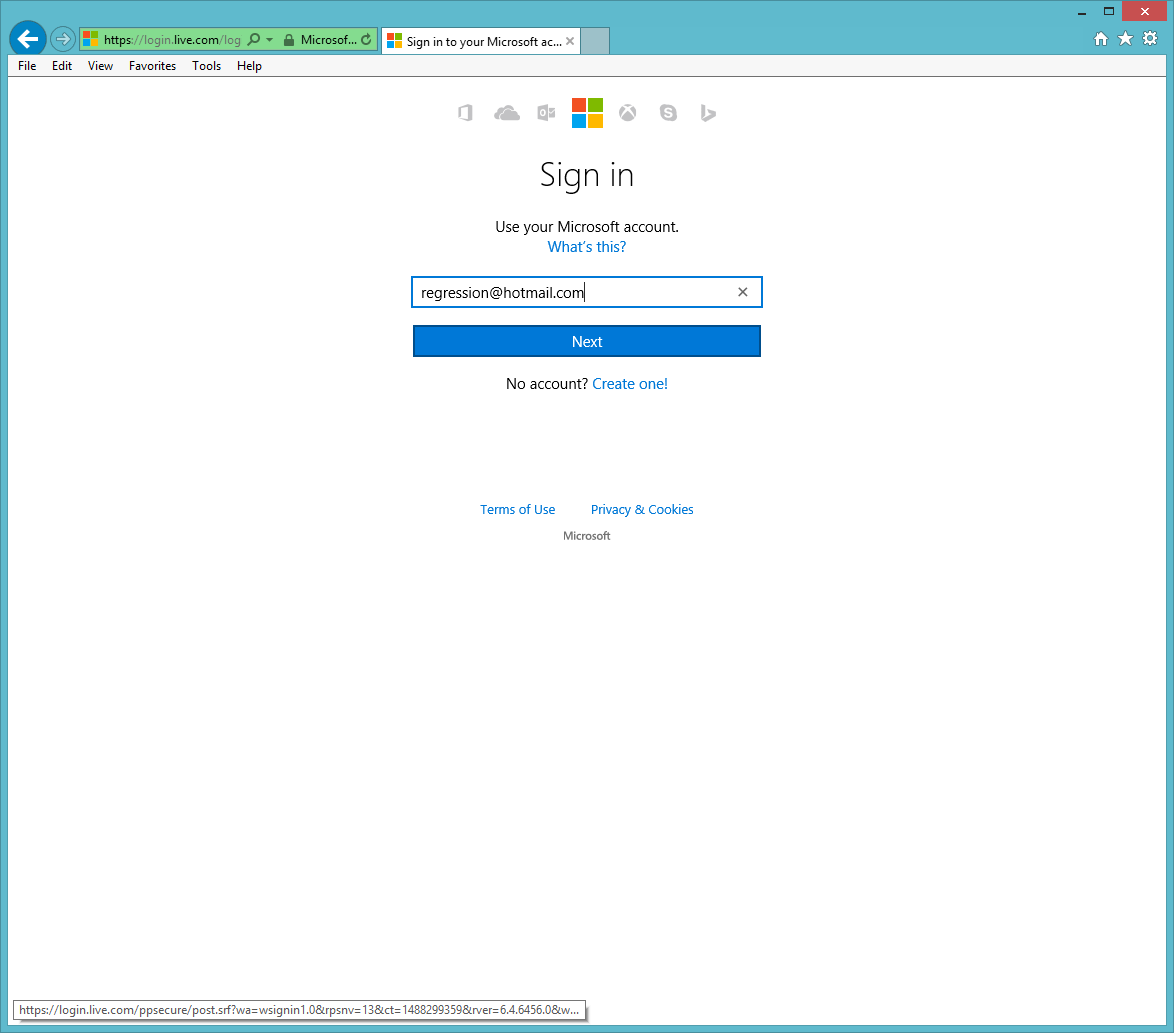 https://login.live.com/log
Microsof...
Sign in to your Microsoft ac...
File Edit View Favorites Tools Help
Sign in
Use your Microsoft account.
What's this?
regression@hotmail.com
Next
No account? Create one!
Terms of Use Privacy & Cookies
Microsoft
https://login.live.com/ppsecure/post.srf?wa=wsignin1.0&rpsnv=13&ct=1488299359&rver=6.4.6456.0&w...